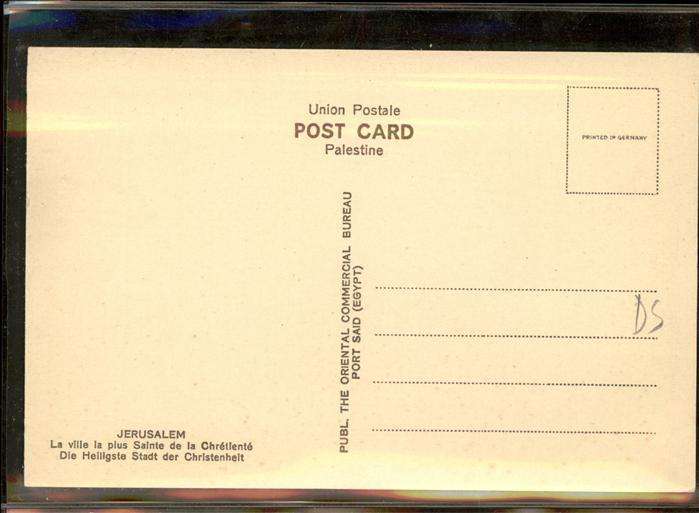 Union Postale
POST CARD
Palestine
PRINTED IN GERMANY
PUBL. THE ORIENTAL COMMERCIAL BUREAU
PORT SAID (EGYPT)
DS
JERUSALEM
La ville la plus Sainte de la Chrétienté
Die Heiligste Stadt der Christenheit